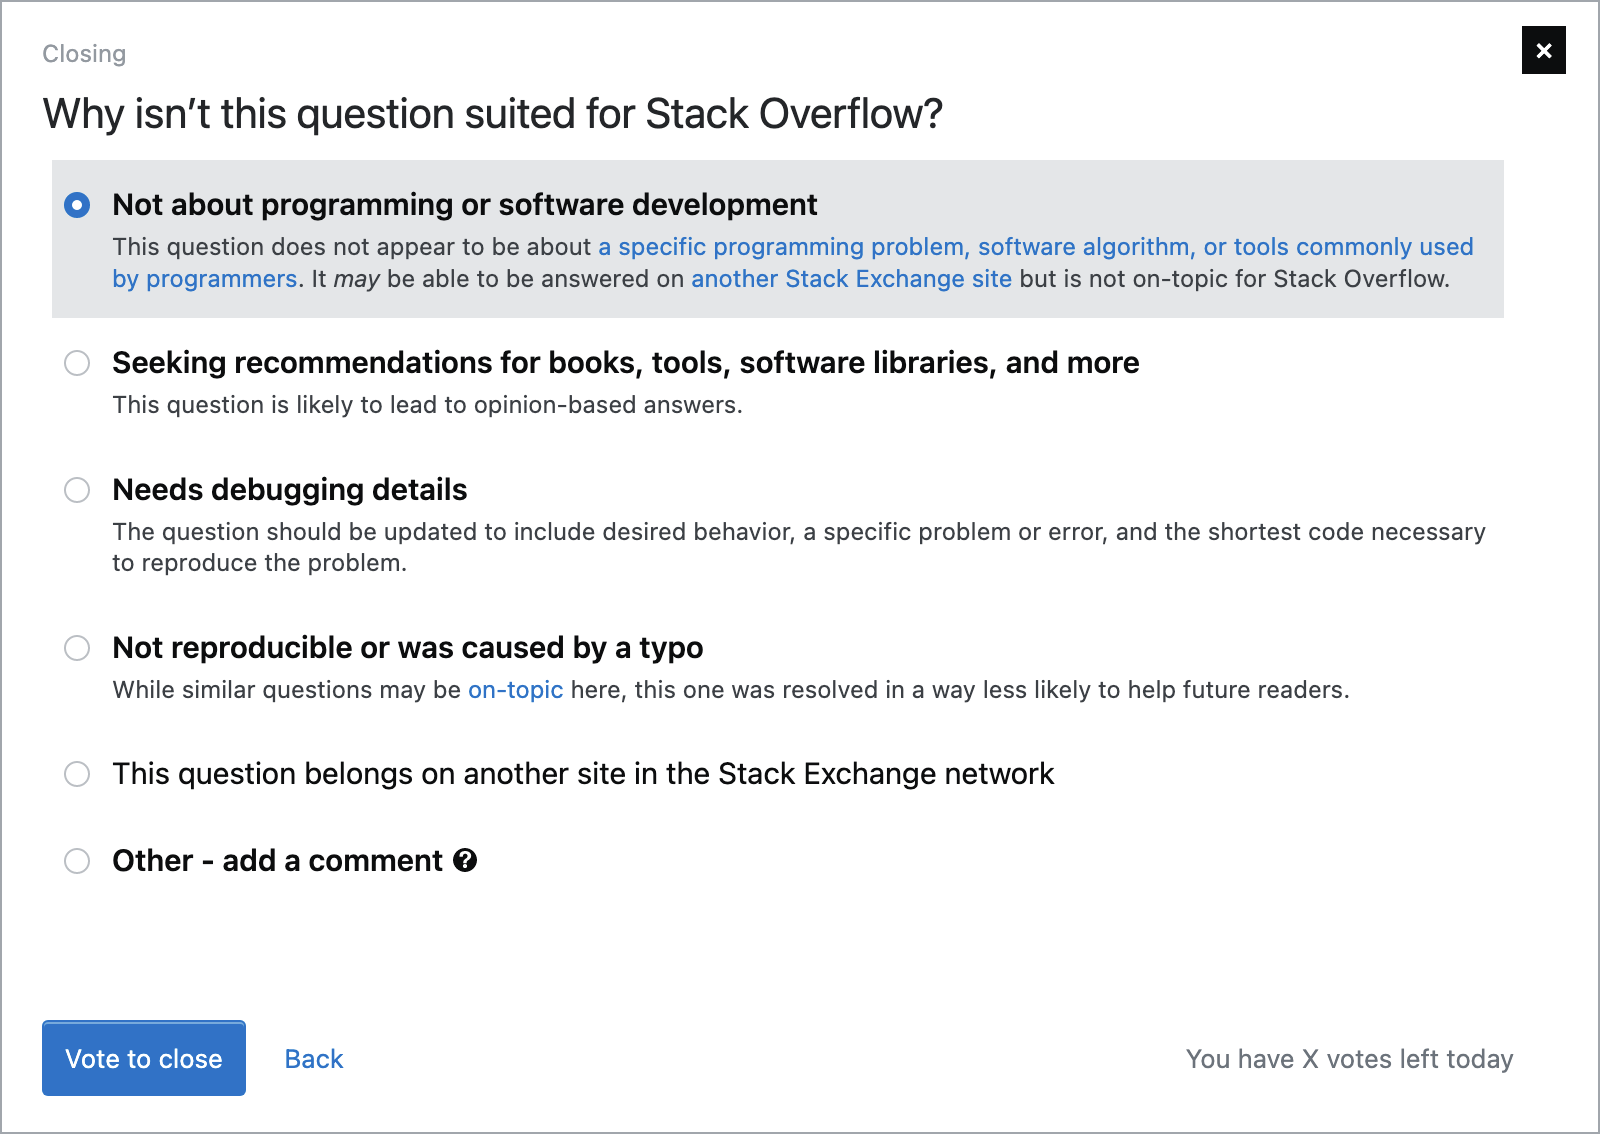 Closing
Why isn’t this question suited for Stack Overflow?
Not about programming or software development
This question does not appear to be about a specific programming problem, software algorithm, or tools commonly used
by programmers. It may be able to be answered on another Stack Exchange site but is not on-topic for Stack Overflow.
Seeking recommendations for books, tools, software libraries, and more
This question is likely to lead to opinion-based answers.
Needs debugging details
The question should be updated to include desired behavior, a specific problem or error, and the shortest code necessary
to reproduce the problem.
Not reproducible or was caused by a typo
While similar questions may be on-topic here, this one was resolved in a way less likely to help future readers.
This question belongs on another site in the Stack Exchange network
Other - add a comment ?
Vote to close Back You have X votes left today